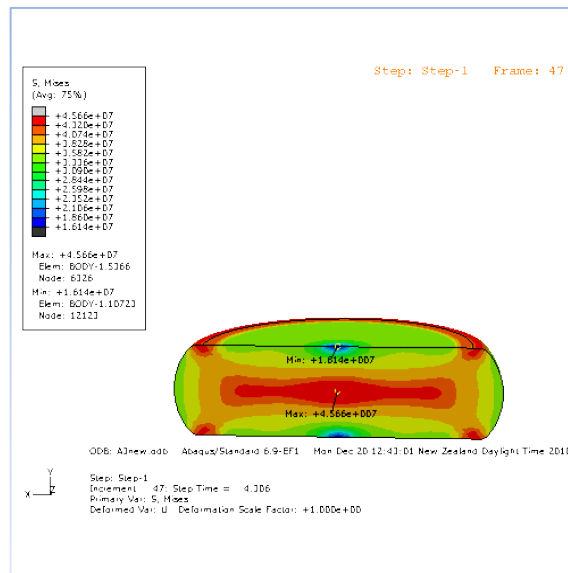 Step: Step-1 Frame: 47
S, Mises
(Avg: 75%)
+4.566e+07
+4.320e+07
+4.074e+07
+3.828e+07
+3.582e+07
+3.336e+07
+3.090e+07
+2.844e+07
+2.598e+07
+2.352e+07
+2.106e+07
+1.860e+07
+1.614e+07
Max: +4.566e+07
Elem: BODY-1.5366
Node: 6326
Min: +1.614e+07
Elem: BODY-1.10723
Node: 12123
Min: +1.614e+007
Max: +4.566e+007
ODB: A3new.odb Abaqus/Standard 6.9-EF1 Mon Dec 20 12:43:01 New Zealand Daylight Time 2010
Y
X Z
Step: Step-1
Increment 47: Step Time = 4.306
Primary Var: S, Mises
Deformed Var: U Deformation Scale Factor: +1.000e+00